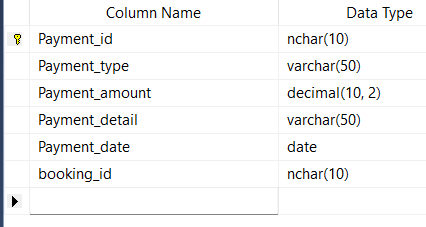 Column Name Data Type
Payment_id nchar(10)
Payment_type varchar(50)
Payment_amount decimal(10, 2)
Payment_detail varchar(50)
Payment_date date
booking_id nchar(10)